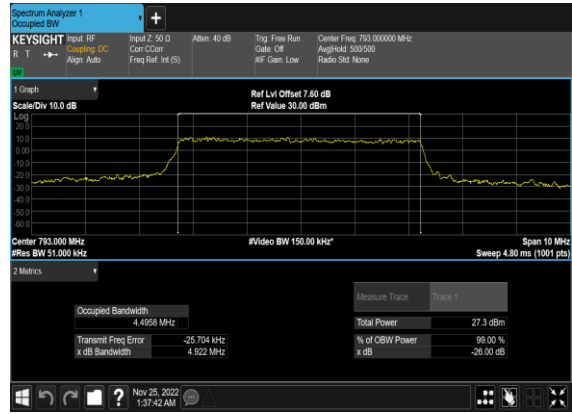 Spectrum Analyzer 1
Occupied BW
+
KEYSIGHT Input: RF Input Z: 50 Ω Atten: 40 dB Trig: Free Run Center Freq: 793.000000 MHz
R T Coupling: DC Corr CCorr Gate: Off Avg|Hold: 500/500
Align: Auto Freq Ref: Int (S) #IF Gain: Low Radio Std: None
1 Graph
Ref Lvl Offset 7.60 dB
Scale/Div 10.0 dB Ref Value 30.00 dBm
Log
20.0
10.0
0.00
-10.0
-20.0
-30.0
-40.0
-50.0
-60.0
Center 793.000 MHz #Video BW 150.00 kHz* Span 10 MHz
#Res BW 51.000 kHz Sweep 4.80 ms (1001 pts)
2 Metrics
Measure Trace Trace 1
Occupied Bandwidth
4.4958 MHz Total Power 27.3 dBm
Transmit Freq Error -25.704 kHz % of OBW Power 99.00 %
x dB Bandwidth 4.922 MHz x dB -26.00 dB
? Nov 25, 2022
1:37:42 AM